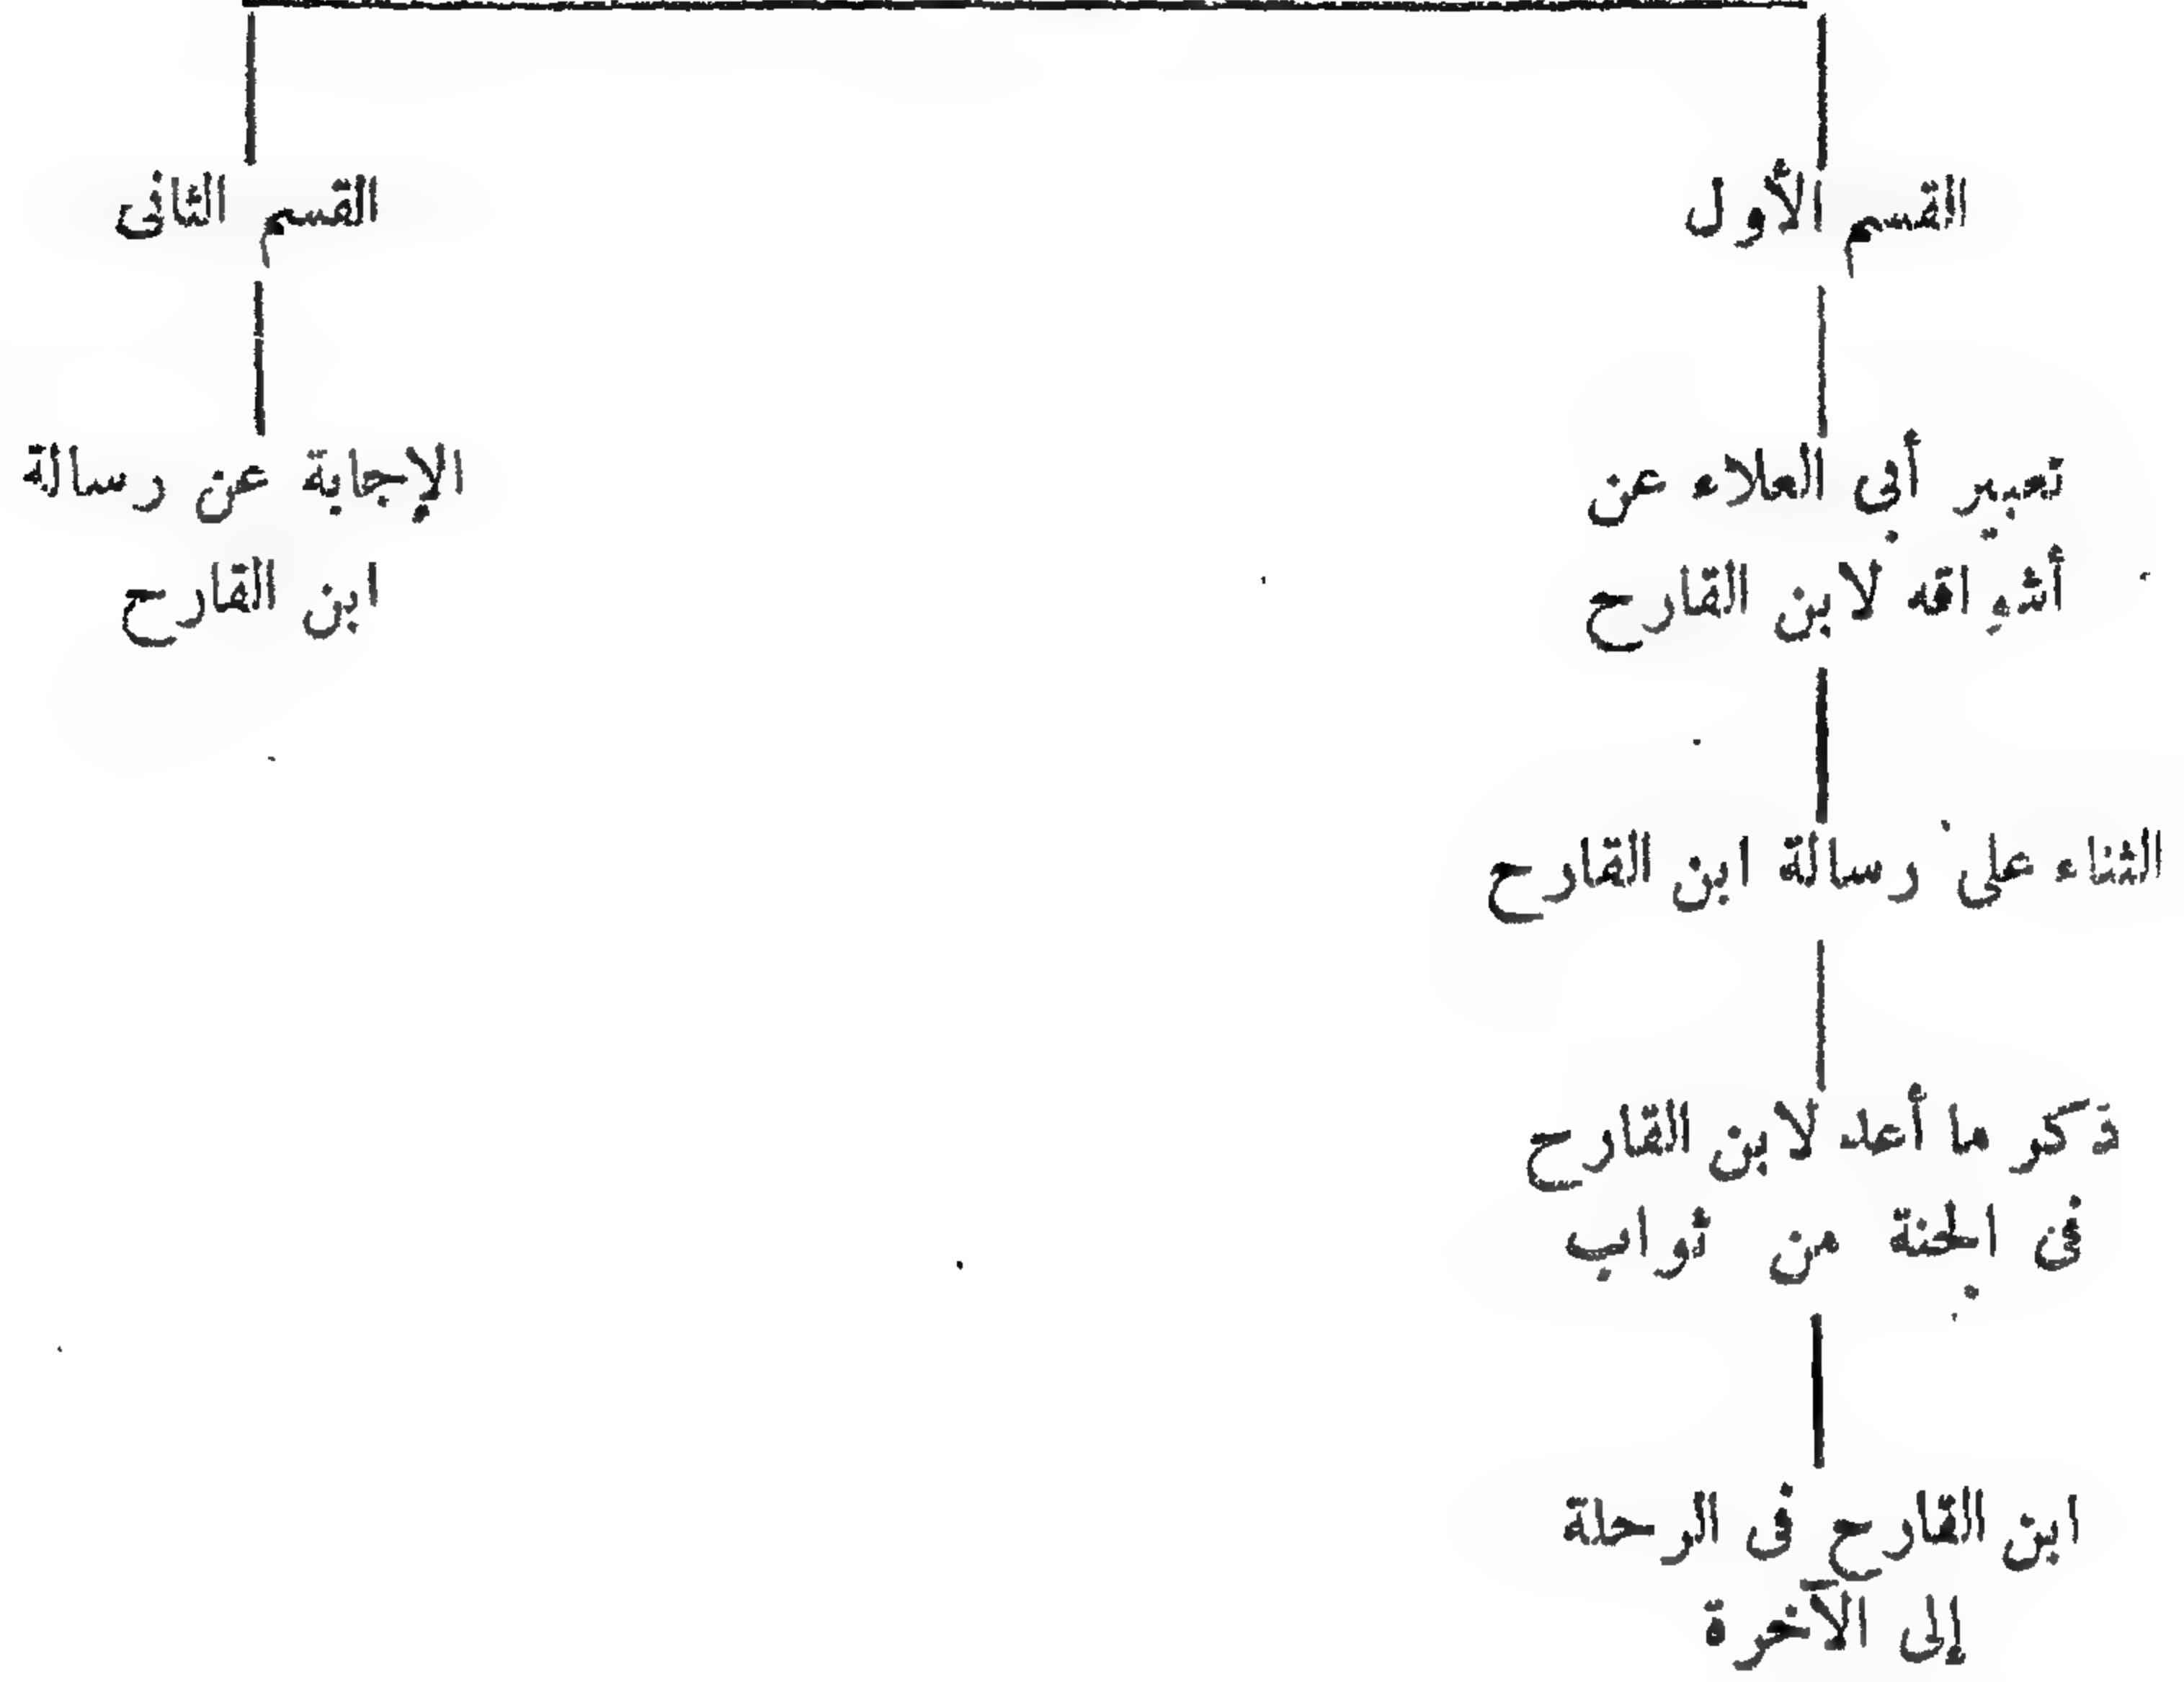 القسم الأول
تعبير أبى العلاء عن
أشواقه لابن القارح
الثناء على رسالة ابن القارح
ذكر ما أعد لابن القارح
فى الجنة من ثواب
ابن القارح فى الرحلة
إلى الآخرة
القسم الثانى
الإجابة عن رسالة
ابن القارح